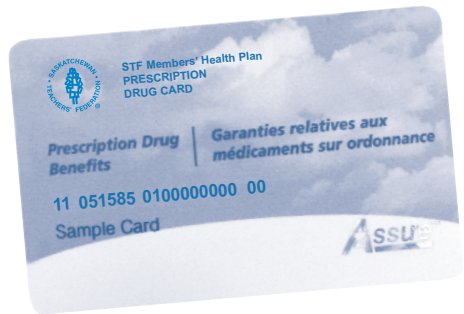 SASKATCHEWAN
TEACHERS' FEDERATION
STF Members' Health Plan
PRESCRIPTION
DRUG CARD
Prescription Drug
Benefits
Garanties relatives aux
médicaments sur ordonnance
11 051585 0100000000 00
Sample Card
Assure